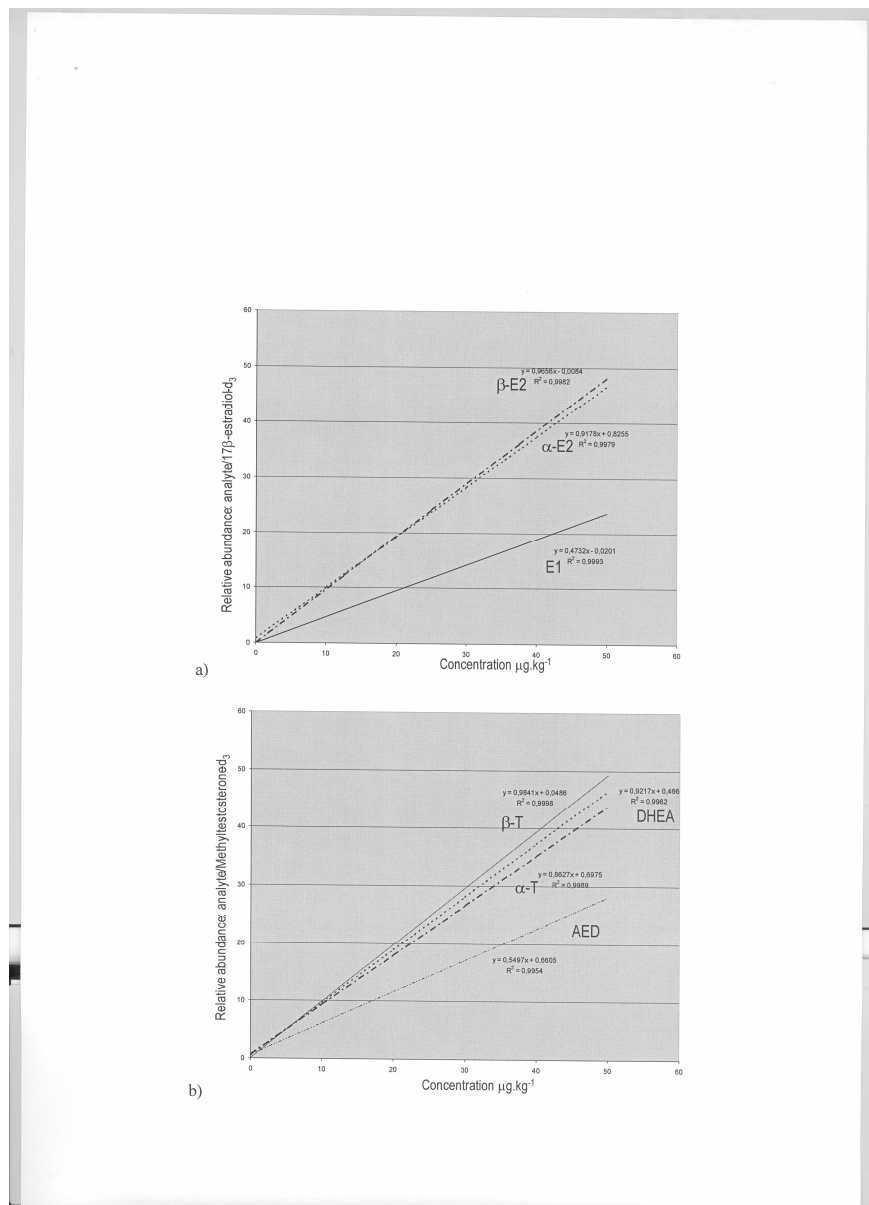 60
50
40
30
20
10
0
Relative abundance: analyte/17β-estradiol-d3
y = 0,9656x - 0,0084
R2 = 0,9982
β-E2
y = 0,9178x + 0,8255
R2 = 0,9979
α-E2
y = 0,4732x - 0,0201
R2 = 0,9993
E1
0 10 20 30 40 50 60
Concentration μg.kg-1
a)
60
50
40
30
20
10
0
Relative abundance: analyte/Methyltestcsteroned3
y = 0,9841x + 0,0486
R2 = 0,9998
β-T
y = 0,9217x + 0,466
R2 = 0,9962
DHEA
y = 0,8627x + 0,6975
R2 = 0,9989
α-T
AED
y = 0,5497x + 0,6605
R2 = 0,9954
0 10 20 30 40 50 60
Concentration μg.kg-1
b)